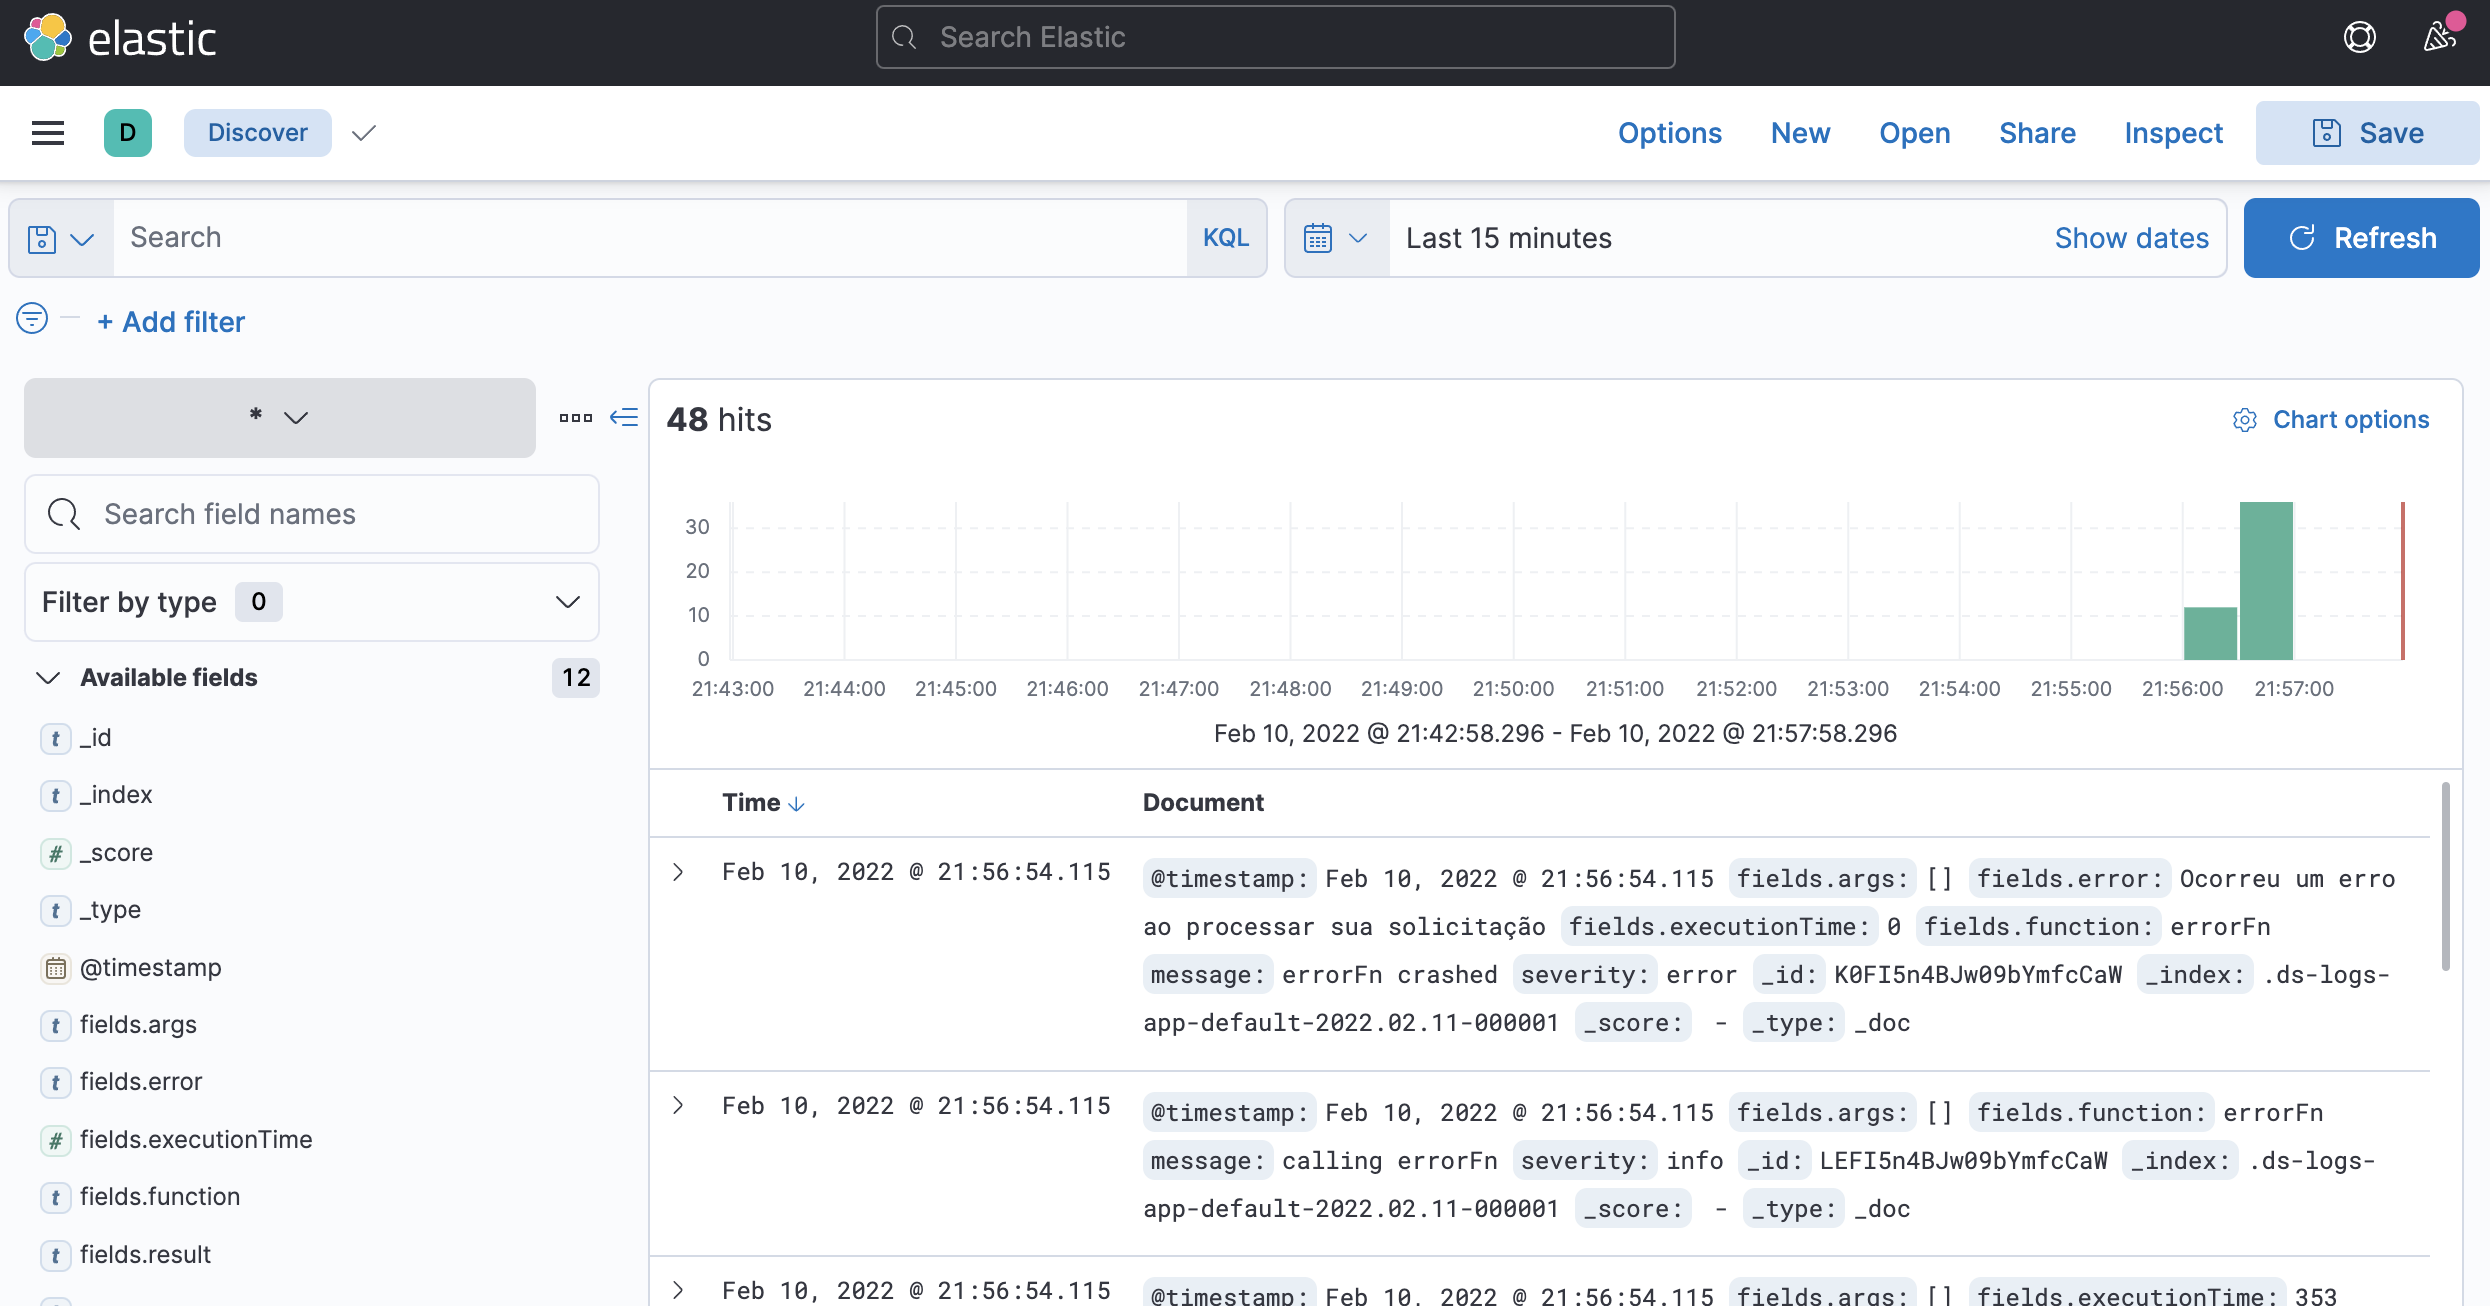 elastic
Search Elastic
D
Discover
Options
New
Open
Share
Inspect
Save
Search
KQL
Last 15 minutes
Show dates
Refresh
+ Add filter
*
Search field names
Filter by type 0
Available fields 12
t _id
t _index
# _score
t _type
@timestamp
t fields.args
t fields.error
# fields.executionTime
t fields.function
t fields.result
48 hits
Chart options
30
20
10
0
21:43:00 21:44:00 21:45:00 21:46:00 21:47:00 21:48:00 21:49:00 21:50:00 21:51:00 21:52:00 21:53:00 21:54:00 21:55:00 21:56:00 21:57:00
Feb 10, 2022 @ 21:42:58.296 - Feb 10, 2022 @ 21:57:58.296
Time Document
Feb 10, 2022 @ 21:56:54.115 @timestamp: Feb 10, 2022 @ 21:56:54.115 fields.args: [] fields.error: Ocorreu um erro
ao processar sua solicitação fields.executionTime: 0 fields.function: errorFn
message: errorFn crashed severity: error _id: K0FI5n4BJw09bYmfcCaW _index: .ds-logs-
app-default-2022.02.11-000001 _score: - _type: _doc
Feb 10, 2022 @ 21:56:54.115 @timestamp: Feb 10, 2022 @ 21:56:54.115 fields.args: [] fields.function: errorFn
message: calling errorFn severity: info _id: LEFI5n4BJw09bYmfcCaW _index: .ds-logs-
app-default-2022.02.11-000001 _score: - _type: _doc
Feb 10, 2022 @ 21:56:54.115 @timestamp: Feb 10, 2022 @ 21:56:54.115 fields.args: [] fields.executionTime: 353